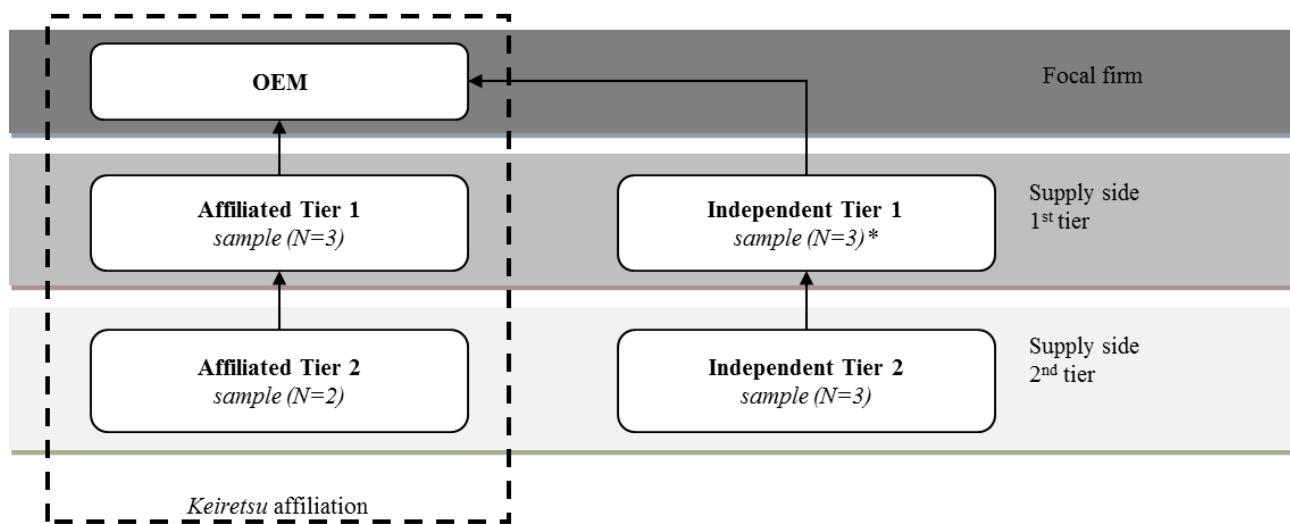 OEM
Focal firm
Affiliated Tier 1
sample (N=3)
Independent Tier 1
sample (N=3)*
Supply side
1st tier
Affiliated Tier 2
sample (N=2)
Independent Tier 2
sample (N=3)
Supply side
2nd tier
Keiretsu affiliation